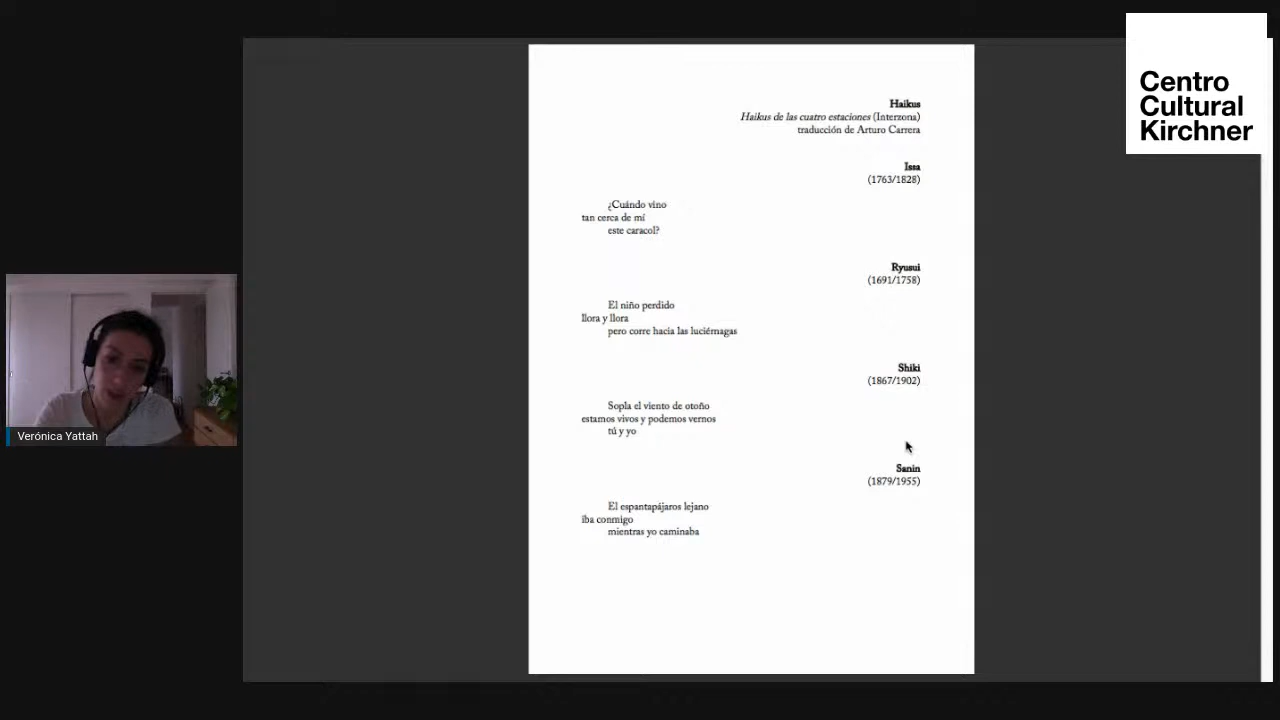 Centro
Cultural
Kirchner
Haikus
Haikus de las cuatro estaciones (Interzona)
traducción de Arturo Carrera
Issa
(1763/1828)
¿Cuándo vino
tan cerca de mí
este caracol?
Ryusui
(1691/1758)
El niño perdido
llora y llora
pero corre hacia las luciérnagas
Shiki
(1867/1902)
Sopla el viento de otoño
estamos vivos y podemos vernos
tú y yo
Sanin
(1879/1955)
El espantapájaros lejano
iba conmigo
mientras yo caminaba
Verónica Yattah